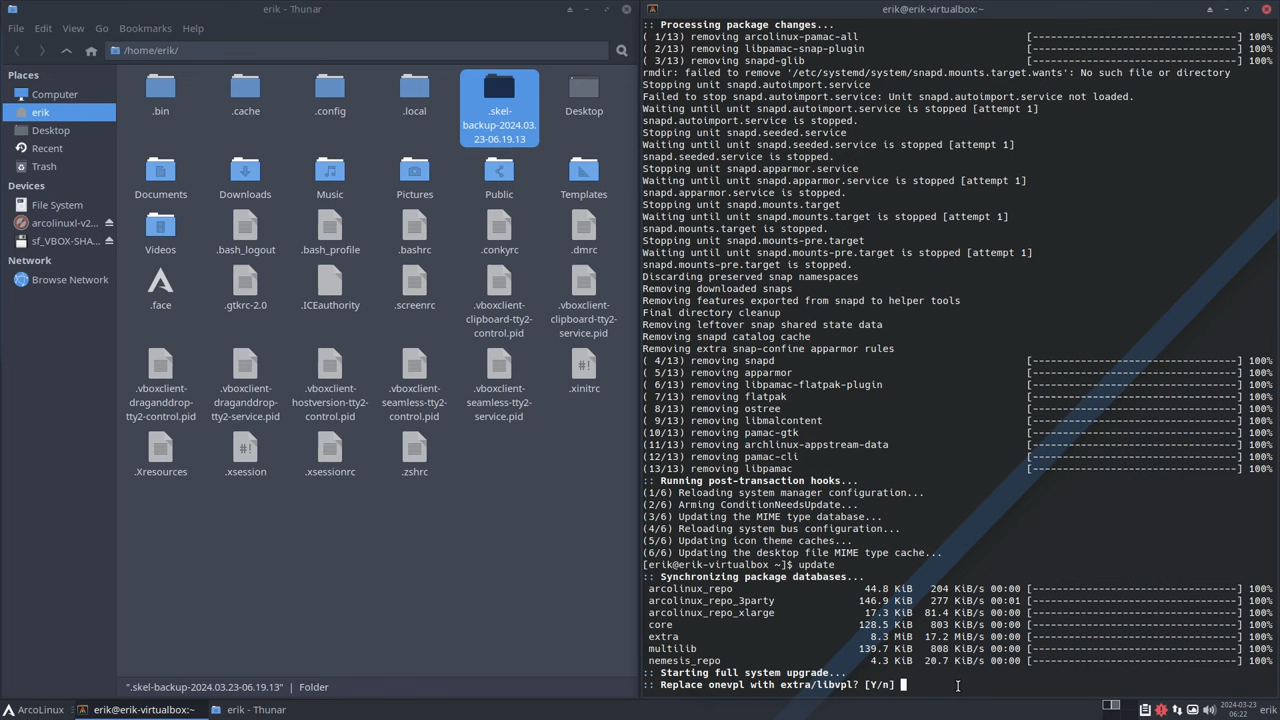 erik - Thunar
File Edit View Go Bookmarks Help
/home/erik/
Places
Computer
erik
Desktop
Recent
Trash
Devices
File System
arcolinuxl-v2...
sf_VBOX-SHA...
Network
Browse Network
.bin
.cache
.config
.local
.skel-
backup-2024.03.
23-06.19.13
Desktop
Documents
Downloads
Music
Pictures
Public
Templates
Videos
.bash_logout
.bash_profile
.bashrc
.conkyrc
.dmrc
.face
.gtkrc-2.0
.ICEauthority
.screenrc
.vboxclient-
clipboard-tty2-
control.pid
.vboxclient-
clipboard-tty2-
service.pid
.vboxclient-
draganddrop-
tty2-control.pid
.vboxclient-
draganddrop-
tty2-service.pid
.vboxclient-
hostversion-tty2-
control.pid
.vboxclient-
seamless-tty2-
control.pid
.vboxclient-
seamless-tty2-
service.pid
.xinitrc
.Xresources
.xsession
.xsessionrc
.zshrc
".skel-backup-2024.03.23-06.19.13" | Folder
erik@erik-virtualbox:~
:: Processing package changes...
( 1/13) removing arcolinux-pamac-all [----------------------------------] 100%
( 2/13) removing libpamac-snap-plugin [----------------------------------] 100%
( 3/13) removing snapd-glib [----------------------------------] 100%
rmdir: failed to remove '/etc/systemd/system/snapd.mounts.target.wants': No such file or directory
Stopping unit snapd.autoimport.service
Failed to stop snapd.autoimport.service: Unit snapd.autoimport.service not loaded.
Waiting until unit snapd.autoimport.service is stopped [attempt 1]
snapd.autoimport.service is stopped.
Stopping unit snapd.seeded.service
Waiting until unit snapd.seeded.service is stopped [attempt 1]
snapd.seeded.service is stopped.
Stopping unit snapd.apparmor.service
Waiting until unit snapd.apparmor.service is stopped [attempt 1]
snapd.apparmor.service is stopped.
Stopping unit snapd.mounts.target
Waiting until unit snapd.mounts.target is stopped [attempt 1]
snapd.mounts.target is stopped.
Stopping unit snapd.mounts-pre.target
Waiting until unit snapd.mounts-pre.target is stopped [attempt 1]
snapd.mounts-pre.target is stopped.
Discarding preserved snap namespaces
Removing downloaded snaps
Removing features exported from snapd to helper tools
Final directory cleanup
Removing leftover snap shared state data
Removing snapd catalog cache
Removing extra snap-confine apparmor rules
( 4/13) removing snapd [----------------------------------] 100%
( 5/13) removing apparmor [----------------------------------] 100%
( 6/13) removing libpamac-flatpak-plugin [----------------------------------] 100%
( 7/13) removing flatpak [----------------------------------] 100%
( 8/13) removing ostree [----------------------------------] 100%
( 9/13) removing libmalcontent [----------------------------------] 100%
(10/13) removing pamac-gtk [----------------------------------] 100%
(11/13) removing archlinux-appstream-data [----------------------------------] 100%
(12/13) removing pamac-cli [----------------------------------] 100%
(13/13) removing libpamac [----------------------------------] 100%
:: Running post-transaction hooks...
(1/6) Reloading system manager configuration...
(2/6) Arming ConditionNeedsUpdate...
(3/6) Updating the MIME type database...
(4/6) Reloading system bus configuration...
(5/6) Updating icon theme caches...
(6/6) Updating the desktop file MIME type cache...
[erik@erik-virtualbox ~]$ update
:: Synchronizing package databases...
arcolinux_repo 44.8 KiB 204 KiB/s 00:00 [----------------------------------] 100%
arcolinux_repo_3party 146.9 KiB 277 KiB/s 00:01 [----------------------------------] 100%
arcolinux_repo_xlarge 17.3 KiB 81.4 KiB/s 00:00 [----------------------------------] 100%
core 128.5 KiB 803 KiB/s 00:00 [----------------------------------] 100%
extra 8.3 MiB 17.2 MiB/s 00:00 [----------------------------------] 100%
multilib 139.7 KiB 808 KiB/s 00:00 [----------------------------------] 100%
nemesis_repo 4.3 KiB 20.7 KiB/s 00:00 [----------------------------------] 100%
:: Starting full system upgrade...
:: Replace onevpl with extra/libvpl? [Y/n]
ArcoLinux erik@erik-virtualbox:~ erik - Thunar 2024-03-23 erik
06:22